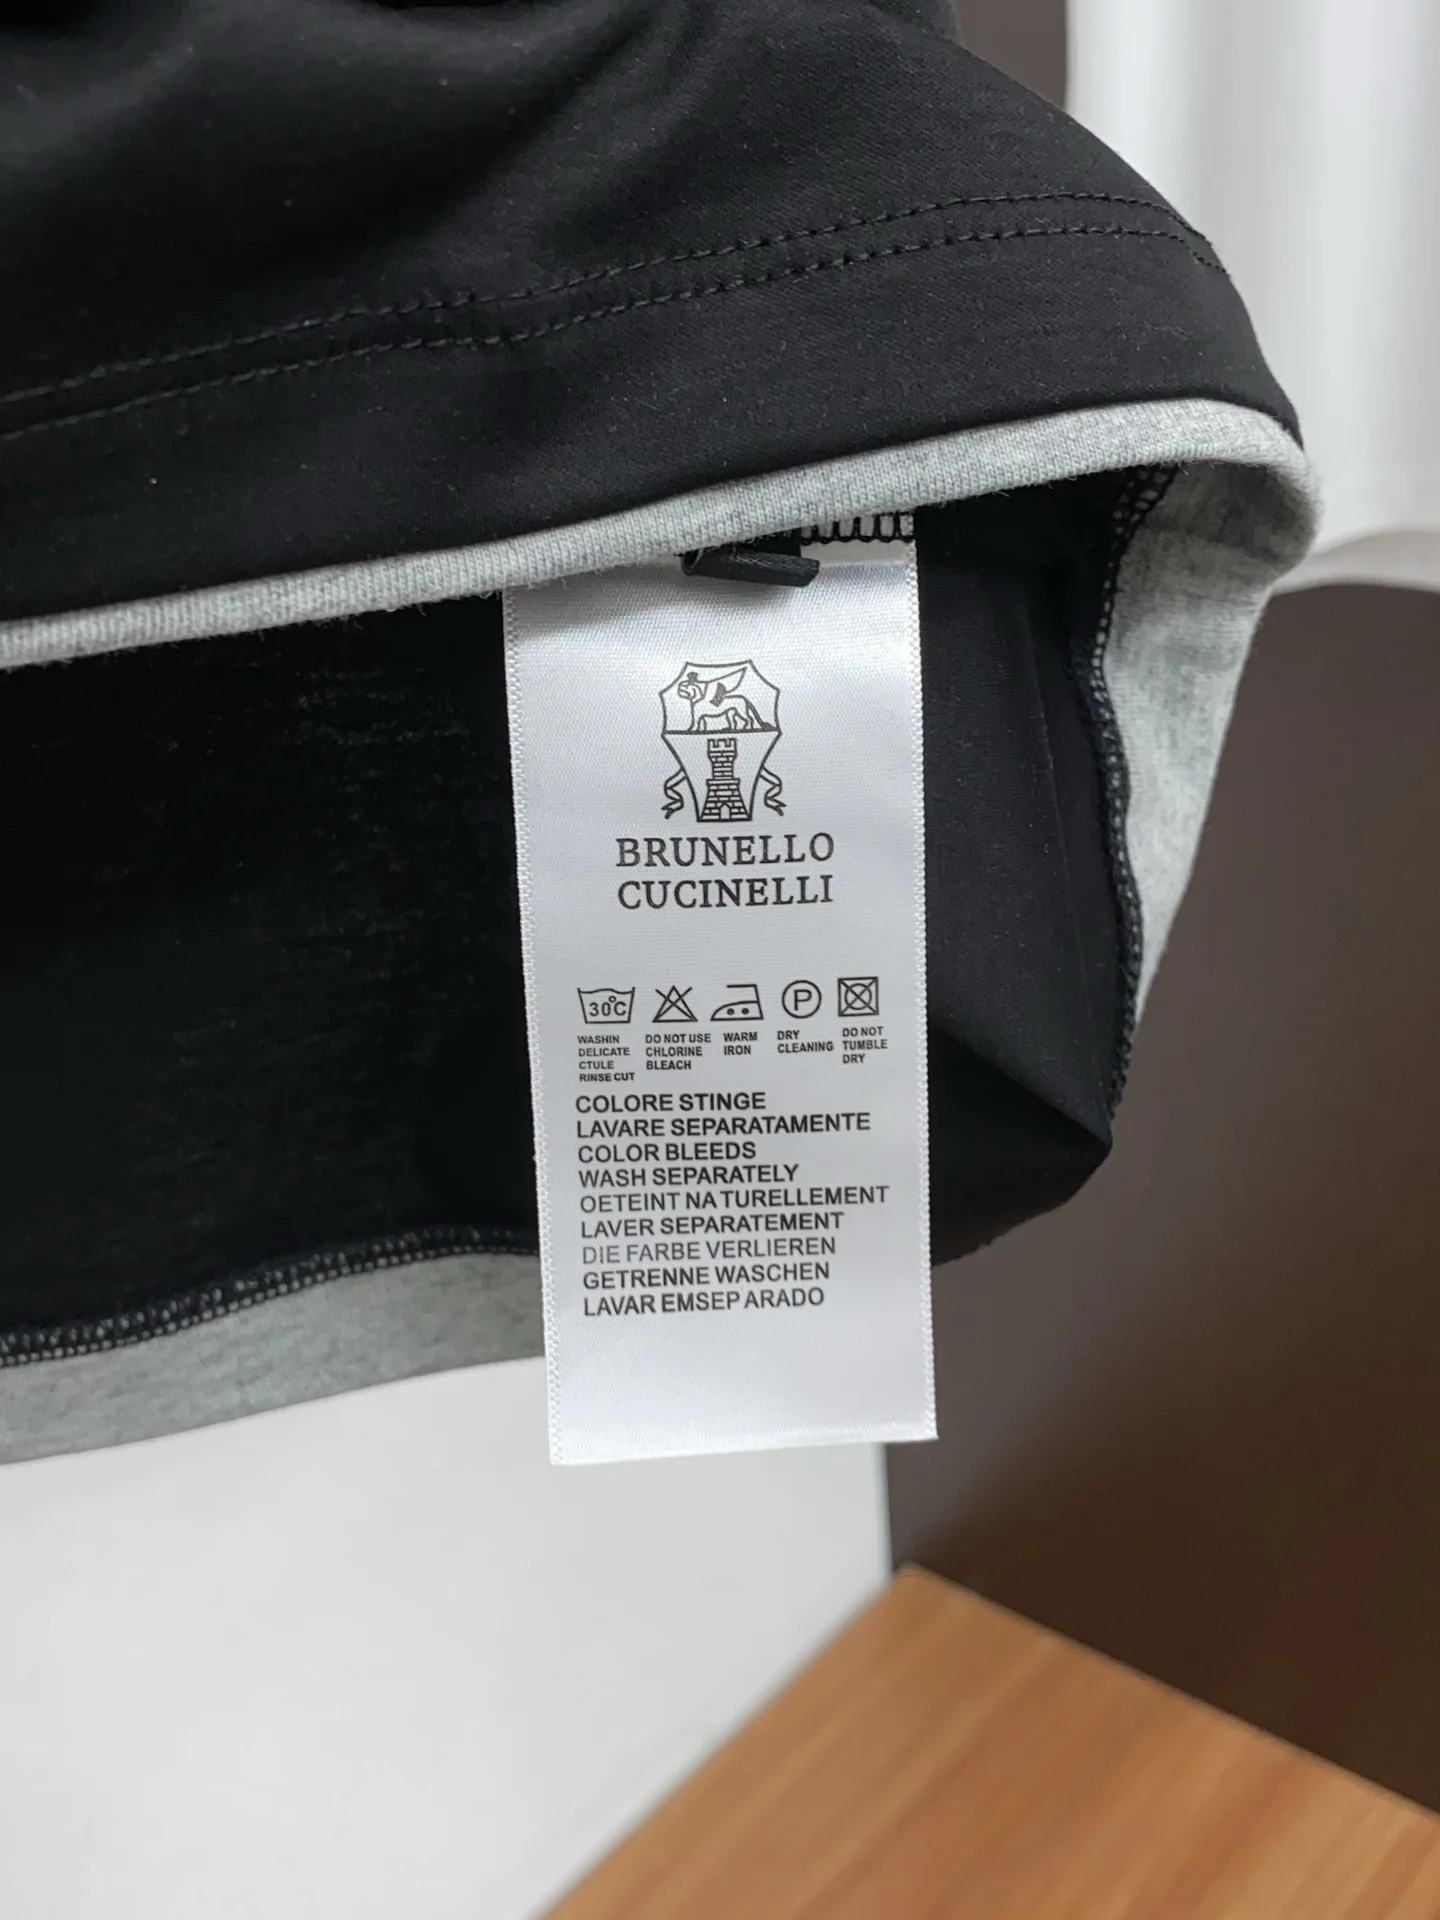 BRUNELLO
CUCINELLI
30°C
P
WASHIN
DELICATE
CTULE
RINSE CUT
DO NOT USE
CHLORINE
BLEACH
WARM
IRON
DRY
CLEANING
DO NOT
TUMBLE
DRY
COLORE STINGE
LAVARE SEPARATAMENTE
COLOR BLEEDS
WASH SEPARATELY
OETEINT NA TURELLEMENT
LAVER SEPARATEMENT
DIE FARBE VERLIEREN
GETRENNE WASCHEN
LAVAR EMSEP ARADO